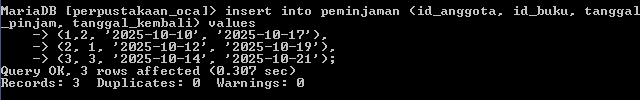 MariaDB [perpustakaan_oca]> insert into peminjaman (id_anggota, id_buku, tanggal
_pinjam, tanggal_kembali) values
    -> (1,2, '2025-10-10', '2025-10-17'),
    -> (2, 1, '2025-10-12', '2025-10-19'),
    -> (3, 3, '2025-10-14', '2025-10-21');
Query OK, 3 rows affected (0.307 sec)
Records: 3  Duplicates: 0  Warnings: 0